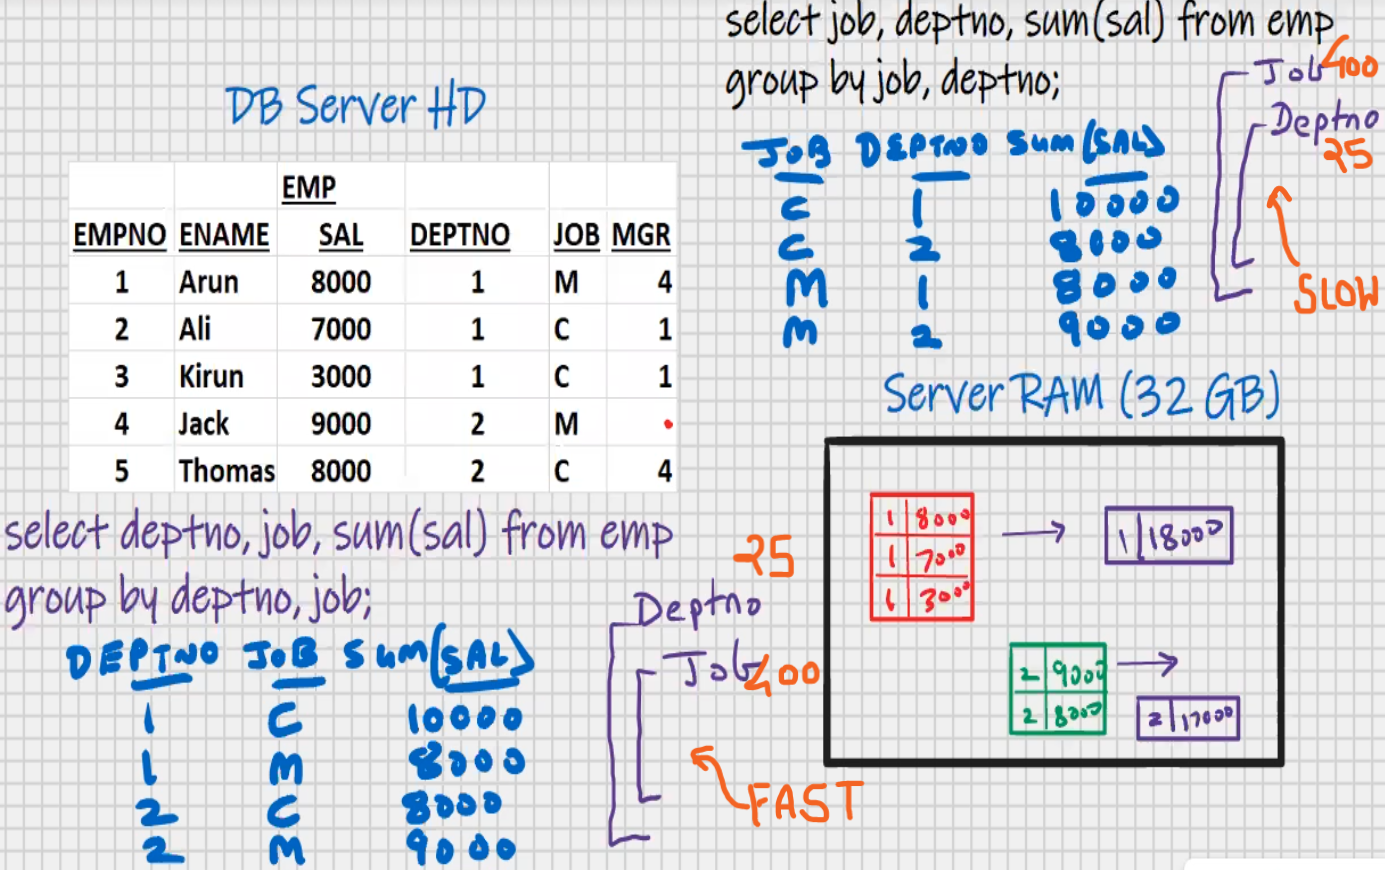 DB Server HD
EMP
EMPNO ENAME SAL DEPTNO JOB MGR
1 Arun 8000 1 M 4
2 Ali 7000 1 C 1
3 Kirun 3000 1 C 1
4 Jack 9000 2 M
5 Thomas 8000 2 C 4
select deptno, job, sum(sal) from emp
group by deptno, job;
DEPTNO JOB SUM(SAL)
1 C 10000
1 M 8000
2 C 8000
2 M 9000
25
Deptno
Job 400
FAST
select job, deptno, sum(sal) from emp
group by job, deptno;
JOB DEPTNO SUM(SAL)
C 1 10000
C 2 8000
M 1 8000
M 2 9000
Job 400
Deptno
25
SLOW
Server RAM (32 GB)
1 8000
1 7000
1 3000
1 18000
2 9000
2 8000
2 17000